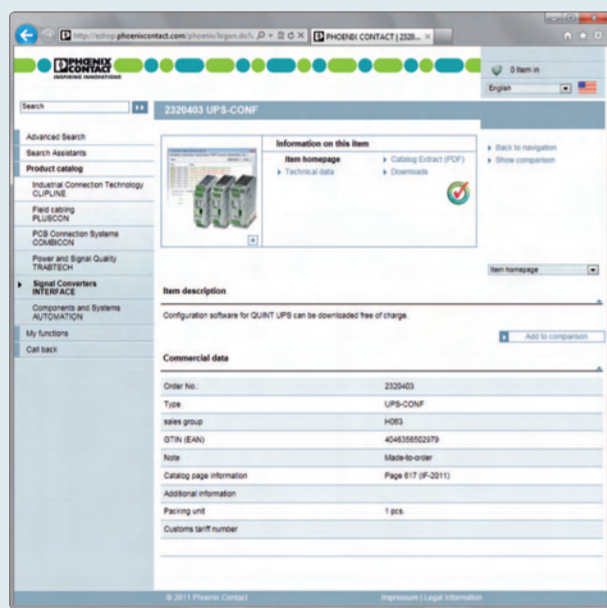 http://eshop.phoenixcontact.com/phoenix/logon.do?
PHOENIX CONTACT | 2320...
PHŒNIX
CONTACT
INSPIRING INNOVATIONS
0 Item in
English
Search
2320403 UPS-CONF
Advanced Search
Search Assistants
Product catalog
Industrial Connection Technology
CLIPLINE
Field cabling
PLUSCON
PCB Connection Systems
COMBICON
Power and Signal Quality
TRABTECH
Signal Converters
INTERFACE
Components and Systems
AUTOMATION
My functions
Call back
Information on this item
Item homepage
Catalog Extract (PDF)
Technical data
Downloads
Back to navigation
Show comparison
Item homepage
Item description
Configuration software for QUINT UPS can be downloaded free of charge.
Add to comparison
Commercial data
Order No.: 2320403
Type UPS-CONF
sales group H063
GTIN (EAN) 4046356502979
Note Made-to-order
Catalog page information Page 617 (IF-2011)
Additional information
Packing unit 1 pcs.
Customs tariff number
© 2011 Phoenix Contact Impressum | Legal Information